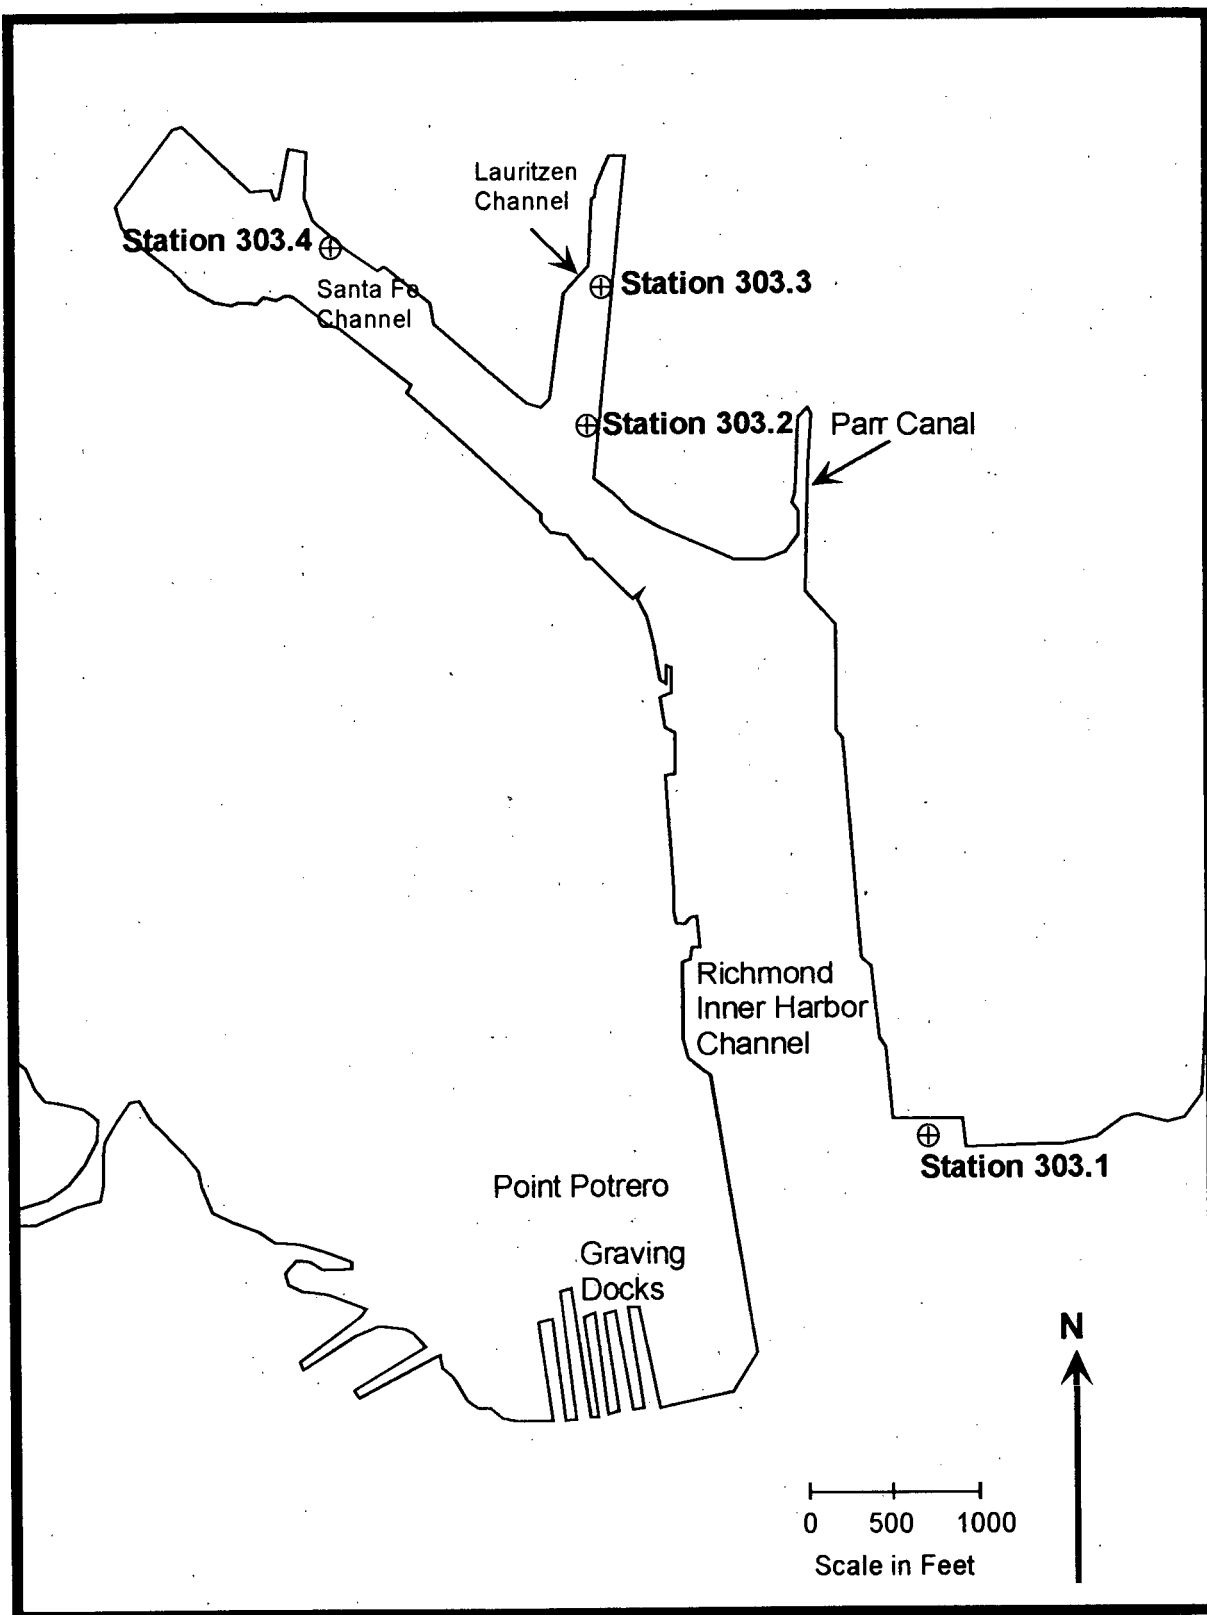 Lauritzen
Channel
Station 303.4
Station 303.3
Santa Fe
Channel
Station 303.2
Parr Canal
Richmond
Inner Harbor
Channel
Station 303.1
Point Potrero
Graving
Docks
N
0 500 1000
Scale in Feet